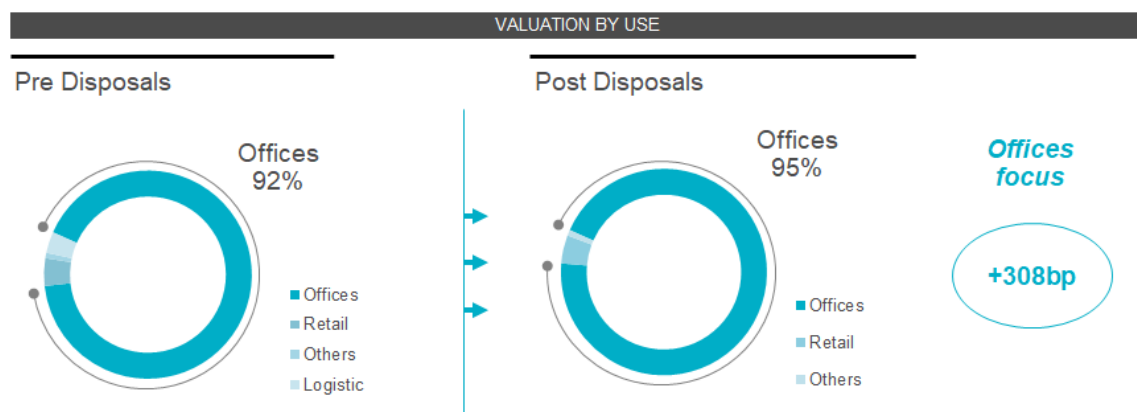 VALUATION BY USE
Pre Disposals
Offices
92%
Offices
Retail
Others
Logistic
Post Disposals
Offices
95%
Offices
Retail
Others
Offices
focus
+308bp